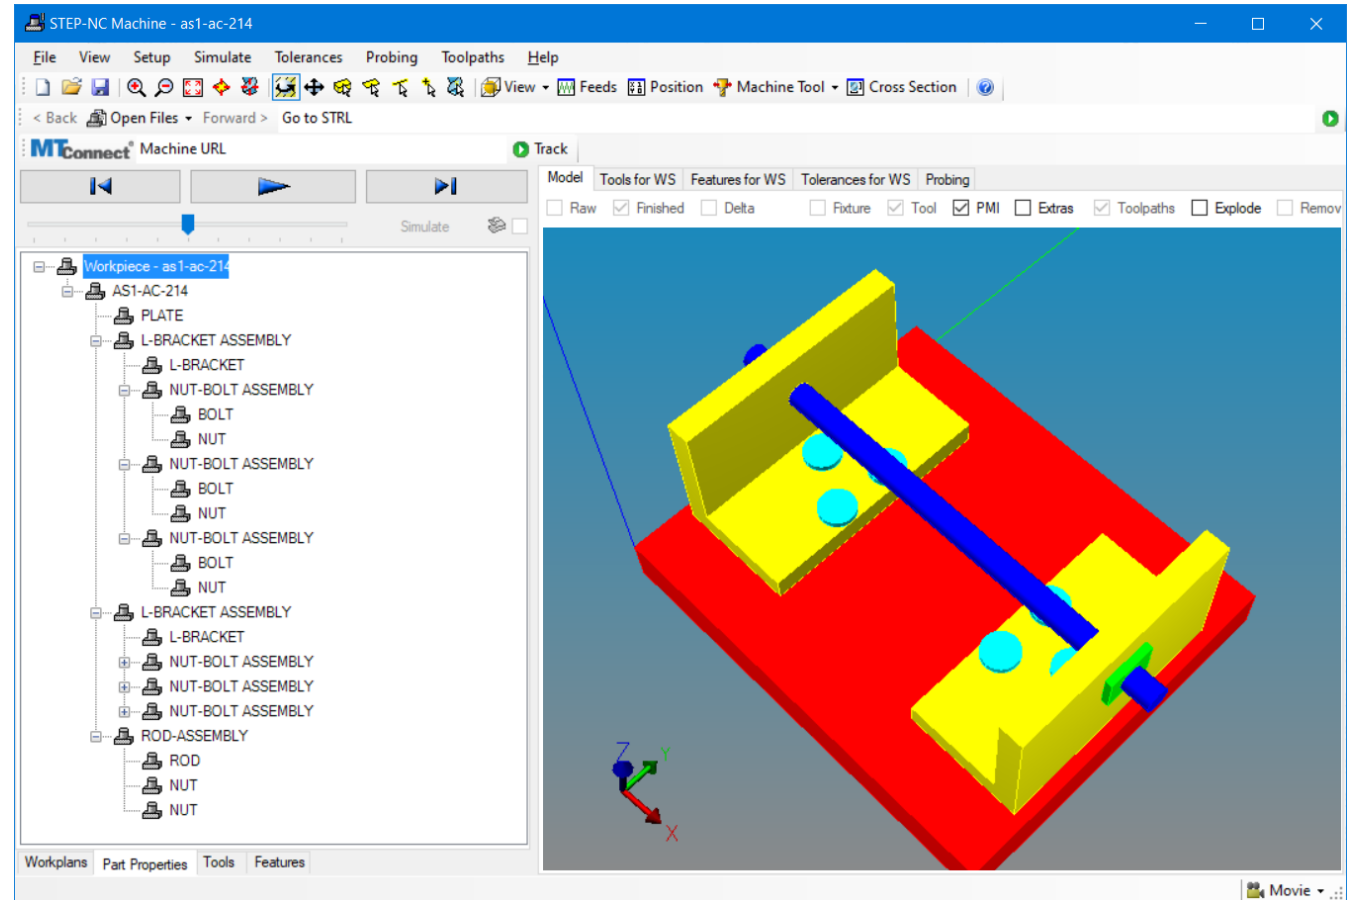 STEP-NC Machine - as1-ac-214
File View Setup Simulate Tolerances Probing Toolpaths Help
View Feeds Position Machine Tool Cross Section
< Back Open Files Forward > Go to STRL
MTConnect® Machine URL Track
Model Tools for WS Features for WS Tolerances for WS Probing
Raw Finished Delta Fixture Tool PMI Extras Toolpaths Explode Remov
Simulate
Workpiece - as1-ac-214
AS1-AC-214
PLATE
L-BRACKET ASSEMBLY
L-BRACKET
NUT-BOLT ASSEMBLY
BOLT
NUT
NUT-BOLT ASSEMBLY
BOLT
NUT
NUT-BOLT ASSEMBLY
BOLT
NUT
L-BRACKET ASSEMBLY
L-BRACKET
NUT-BOLT ASSEMBLY
NUT-BOLT ASSEMBLY
NUT-BOLT ASSEMBLY
ROD-ASSEMBLY
ROD
NUT
NUT
Z
Y
X
Workplans Part Properties Tools Features
Movie